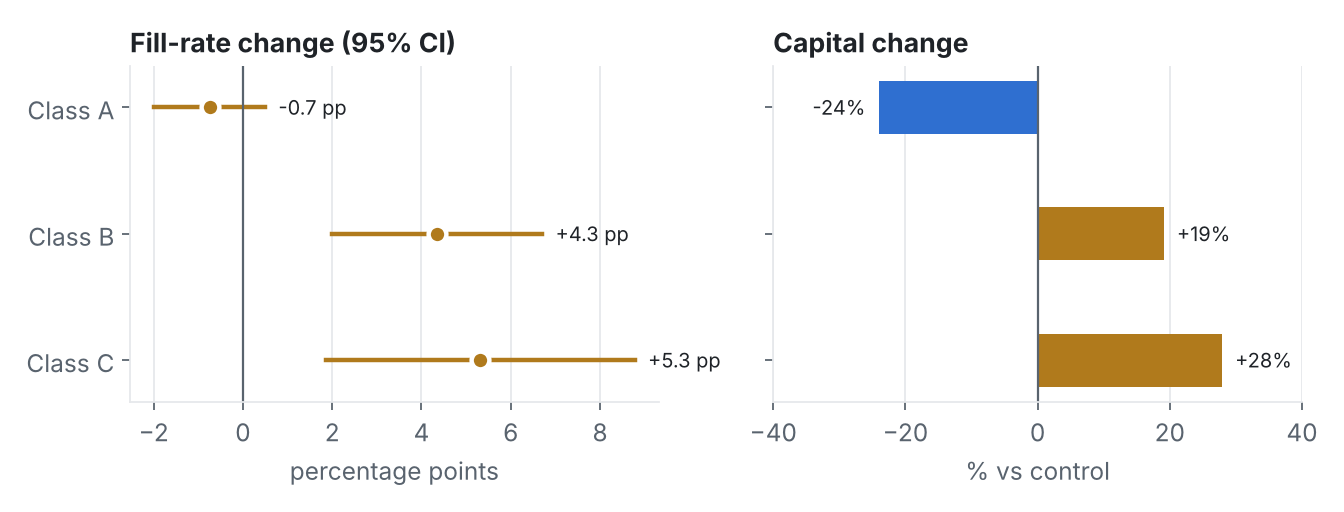 Fill-rate change (95% CI)
Class A
-0.7 pp
Class B
+4.3 pp
Class C
+5.3 pp
−2 0 2 4 6 8
percentage points
Capital change
-24%
+19%
+28%
−40 −20 0 20 40
% vs control